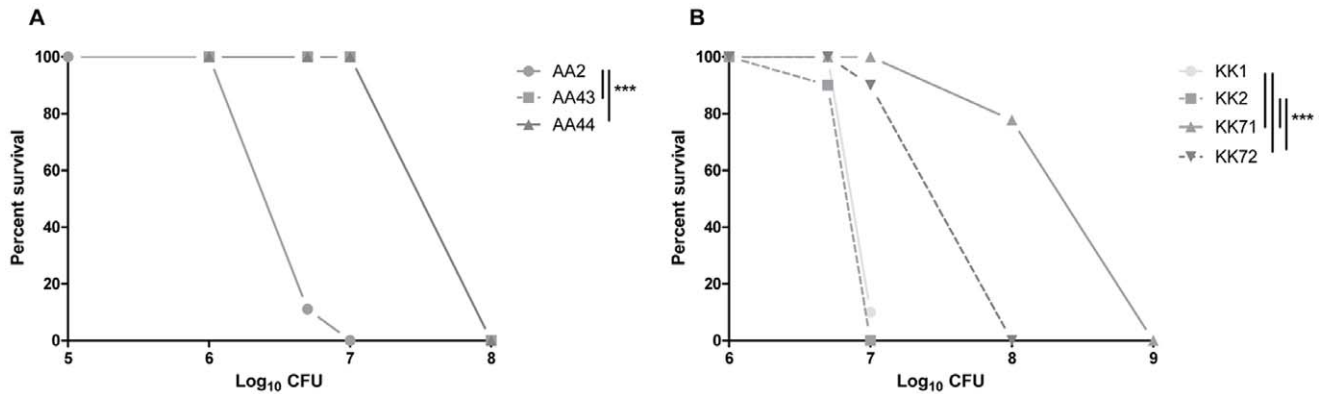 A
Percent survival
100
80
60
40
20
0
5 6 7 8
Log10 CFU
AA2
AA43
AA44
***
B
Percent survival
100
80
60
40
20
0
6 7 8 9
Log10 CFU
KK1
KK2
KK71
KK72
***